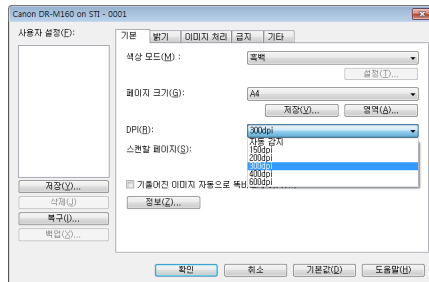 Canon DR-M160 on STI - 0001
사용자 설정(F):
기본 밝기 이미지 처리 급지 기타
색상 모드(M) :
흑백
설정(T)...
페이지 크기(G):
A4
저장(V)... 영역(A)...
DPI(R):
300dpi
자동 감지
150dpi
200dpi
300dpi
400dpi
600dpi
스캔할 페이지(S):
기울어진 이미지 자동으로 똑바
정보(Z)...
저장(Y)...
삭제(J)
복구(I)...
백업(X)...
확인 취소 기본값(D) 도움말(H)